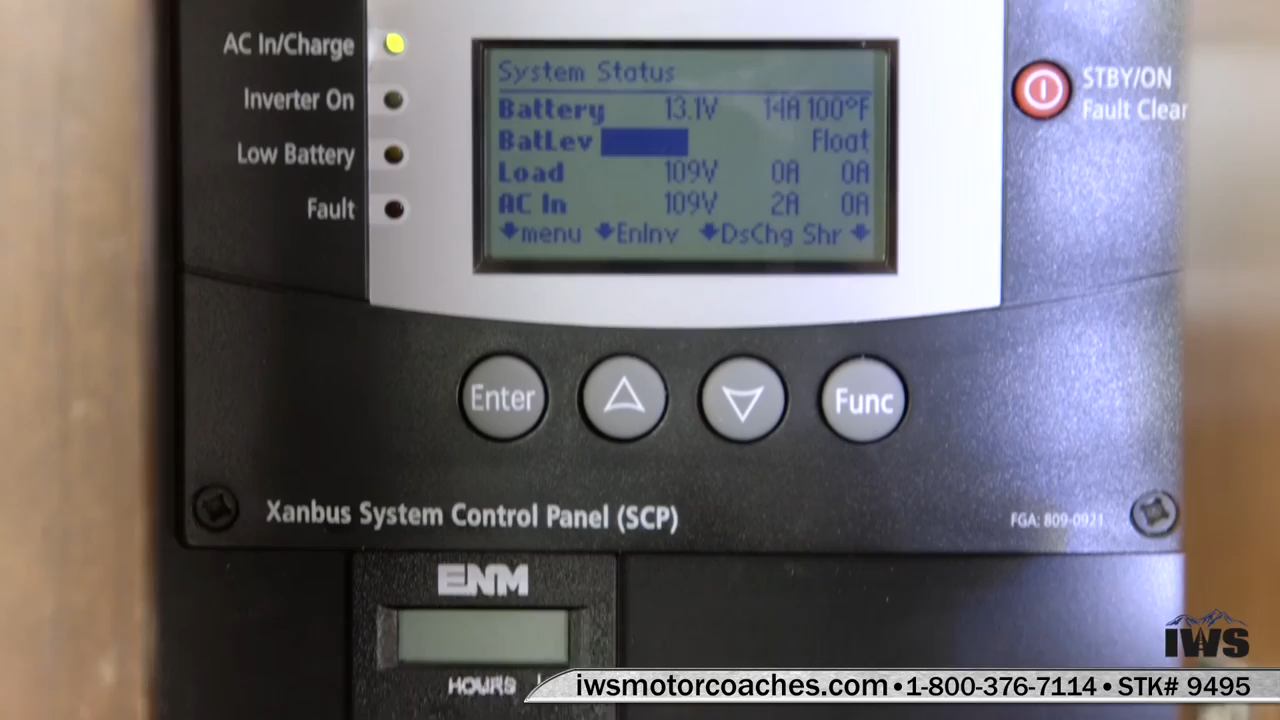 AC In/Charge
Inverter On
Low Battery
Fault
System Status
Battery 13.1V 14A 100°F
BatLev Float
Load 109V 0A 0A
AC In 109V 2A 0A
menu EnInv DsChg Shr
STBY/ON
Fault Clear
Enter
Func
Xanbus System Control Panel (SCP)
FGA: 809-0921
ENM
HOURS
IWS
iwsmotorcoaches.com • 1-800-376-7114 • STK# 9495